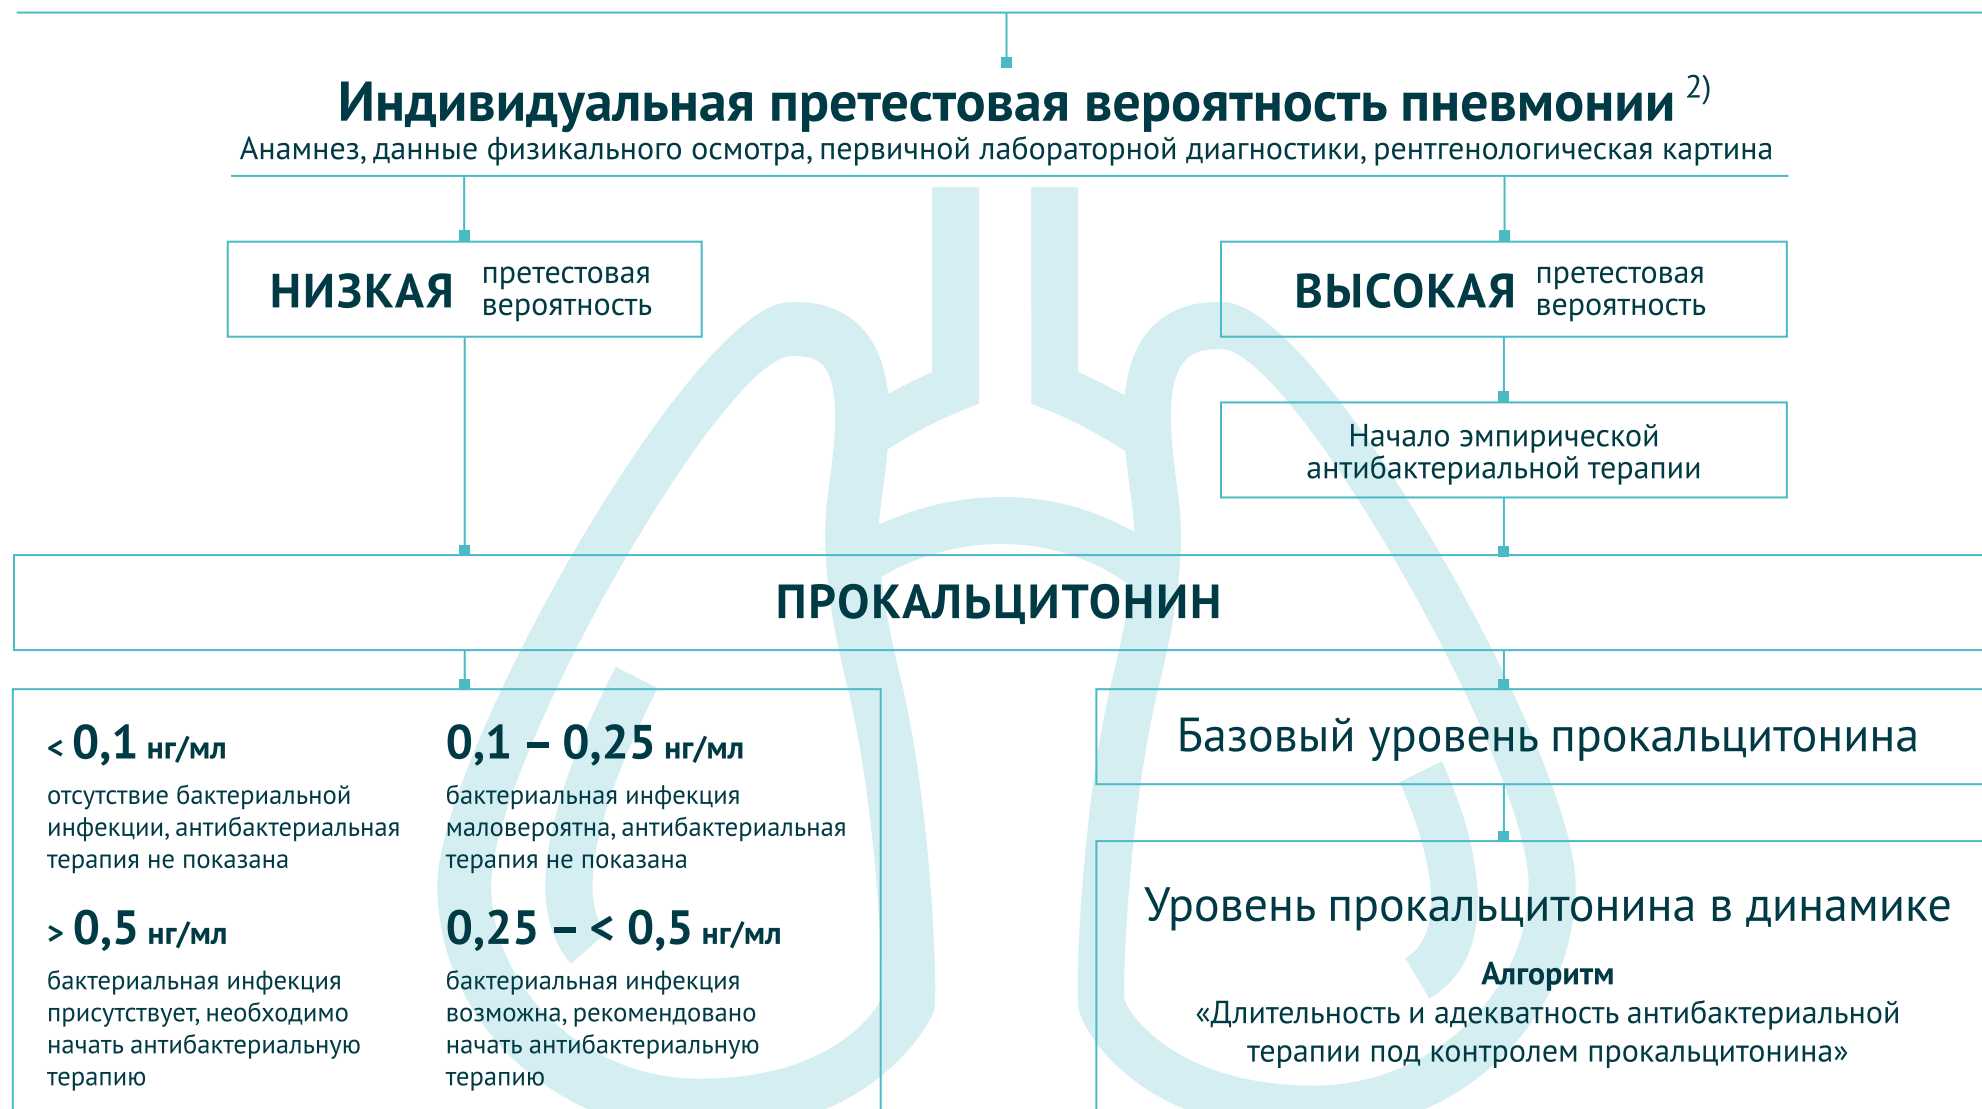 Индивидуальная претестовая вероятность пневмонии 2)
Анамнез, данные физикального осмотра, первичной лабораторной диагностики, рентгенологическая картина
НИЗКАЯ
претестовая
вероятность
ВЫСОКАЯ
претестовая
вероятность
Начало эмпирической
антибактериальной терапии
ПРОКАЛЬЦИТОНИН
< 0,1 нг/мл
отсутствие бактериальной
инфекции, антибактериальная
терапия не показана
0,1 – 0,25 нг/мл
бактериальная инфекция
маловероятна, антибактериальная
терапия не показана
> 0,5 нг/мл
бактериальная инфекция
присутствует, необходимо
начать антибактериальную
терапию
0,25 – < 0,5 нг/мл
бактериальная инфекция
возможна, рекомендовано
начать антибактериальную
терапию
Базовый уровень прокальцитонина
Уровень прокальцитонина в динамике
Алгоритм
«Длительность и адекватность антибактериальной
терапии под контролем прокальцитонина»